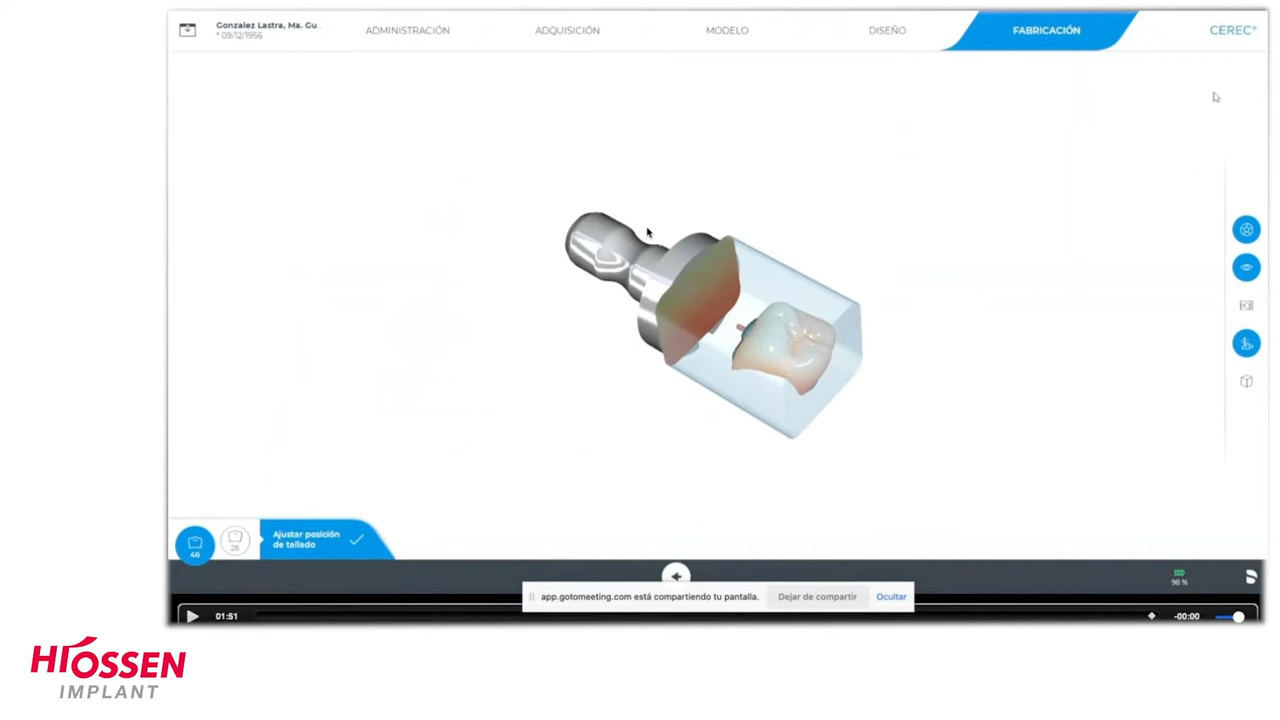 Gonzalez Lastra, Ma. Gu...
* 09/12/1956
ADMINISTRACIÓN
ADQUISICIÓN
MODELO
DISEÑO
FABRICACIÓN
CEREC®
46
26
Ajustar posición
de tallado
98 %
app.gotomeeting.com está compartiendo tu pantalla.
Dejar de compartir
Ocultar
01:51
-00:00
HIOSSEN
IMPLANT